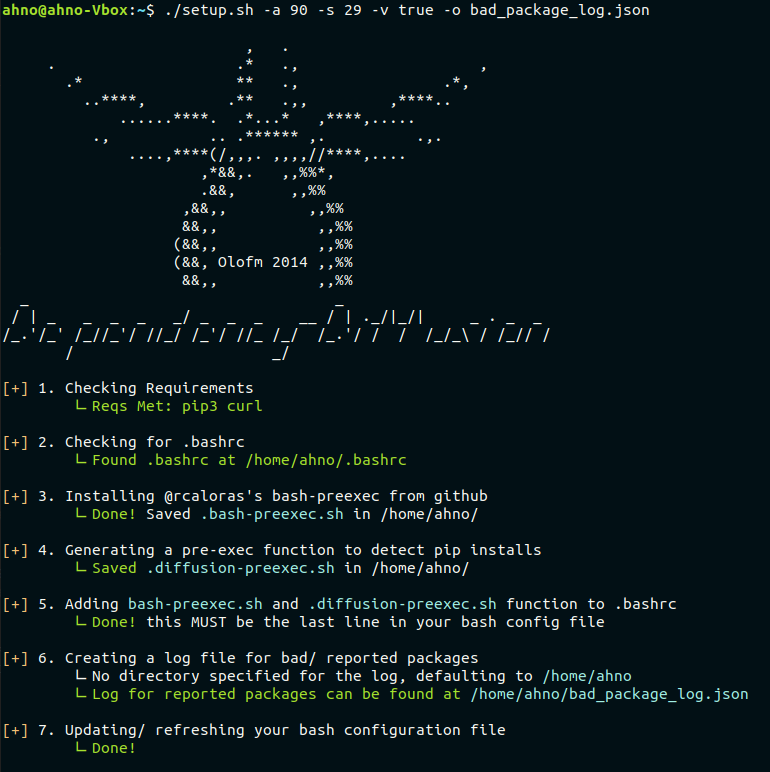 ahno@ahno-Vbox:~$ ./setup.sh -a 90 -s 29 -v true -o bad_package_log.json
Olofm 2014
[+] 1. Checking Requirements
└ Reqs Met: pip3 curl
[+] 2. Checking for .bashrc
└ Found .bashrc at /home/ahno/.bashrc
[+] 3. Installing @rcaloras's bash-preexec from github
└ Done! Saved .bash-preexec.sh in /home/ahno/
[+] 4. Generating a pre-exec function to detect pip installs
└ Saved .diffusion-preexec.sh in /home/ahno/
[+] 5. Adding bash-preexec.sh and .diffusion-preexec.sh function to .bashrc
└ Done! this MUST be the last line in your bash config file
[+] 6. Creating a log file for bad/ reported packages
└ No directory specified for the log, defaulting to /home/ahno
└ Log for reported packages can be found at /home/ahno/bad_package_log.json
[+] 7. Updating/ refreshing your bash configuration file
└ Done!